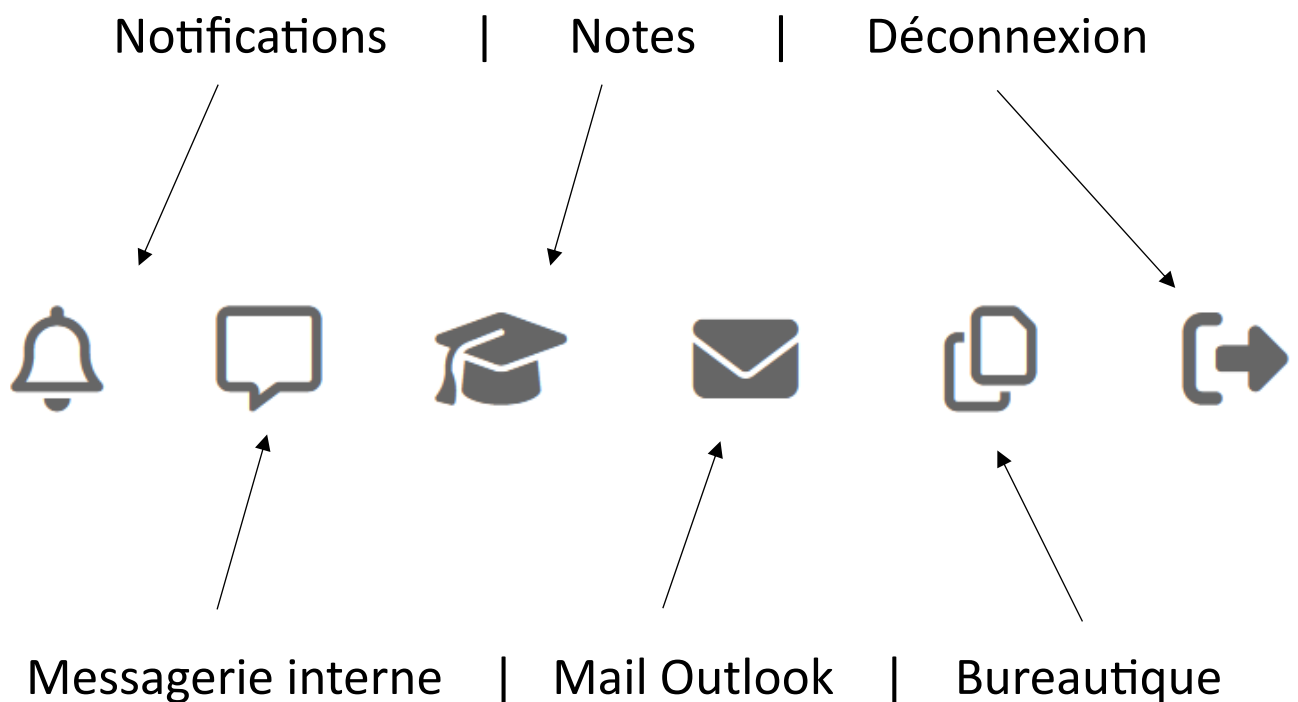 Notifications | Notes | Déconnexion
Messagerie interne | Mail Outlook | Bureautique